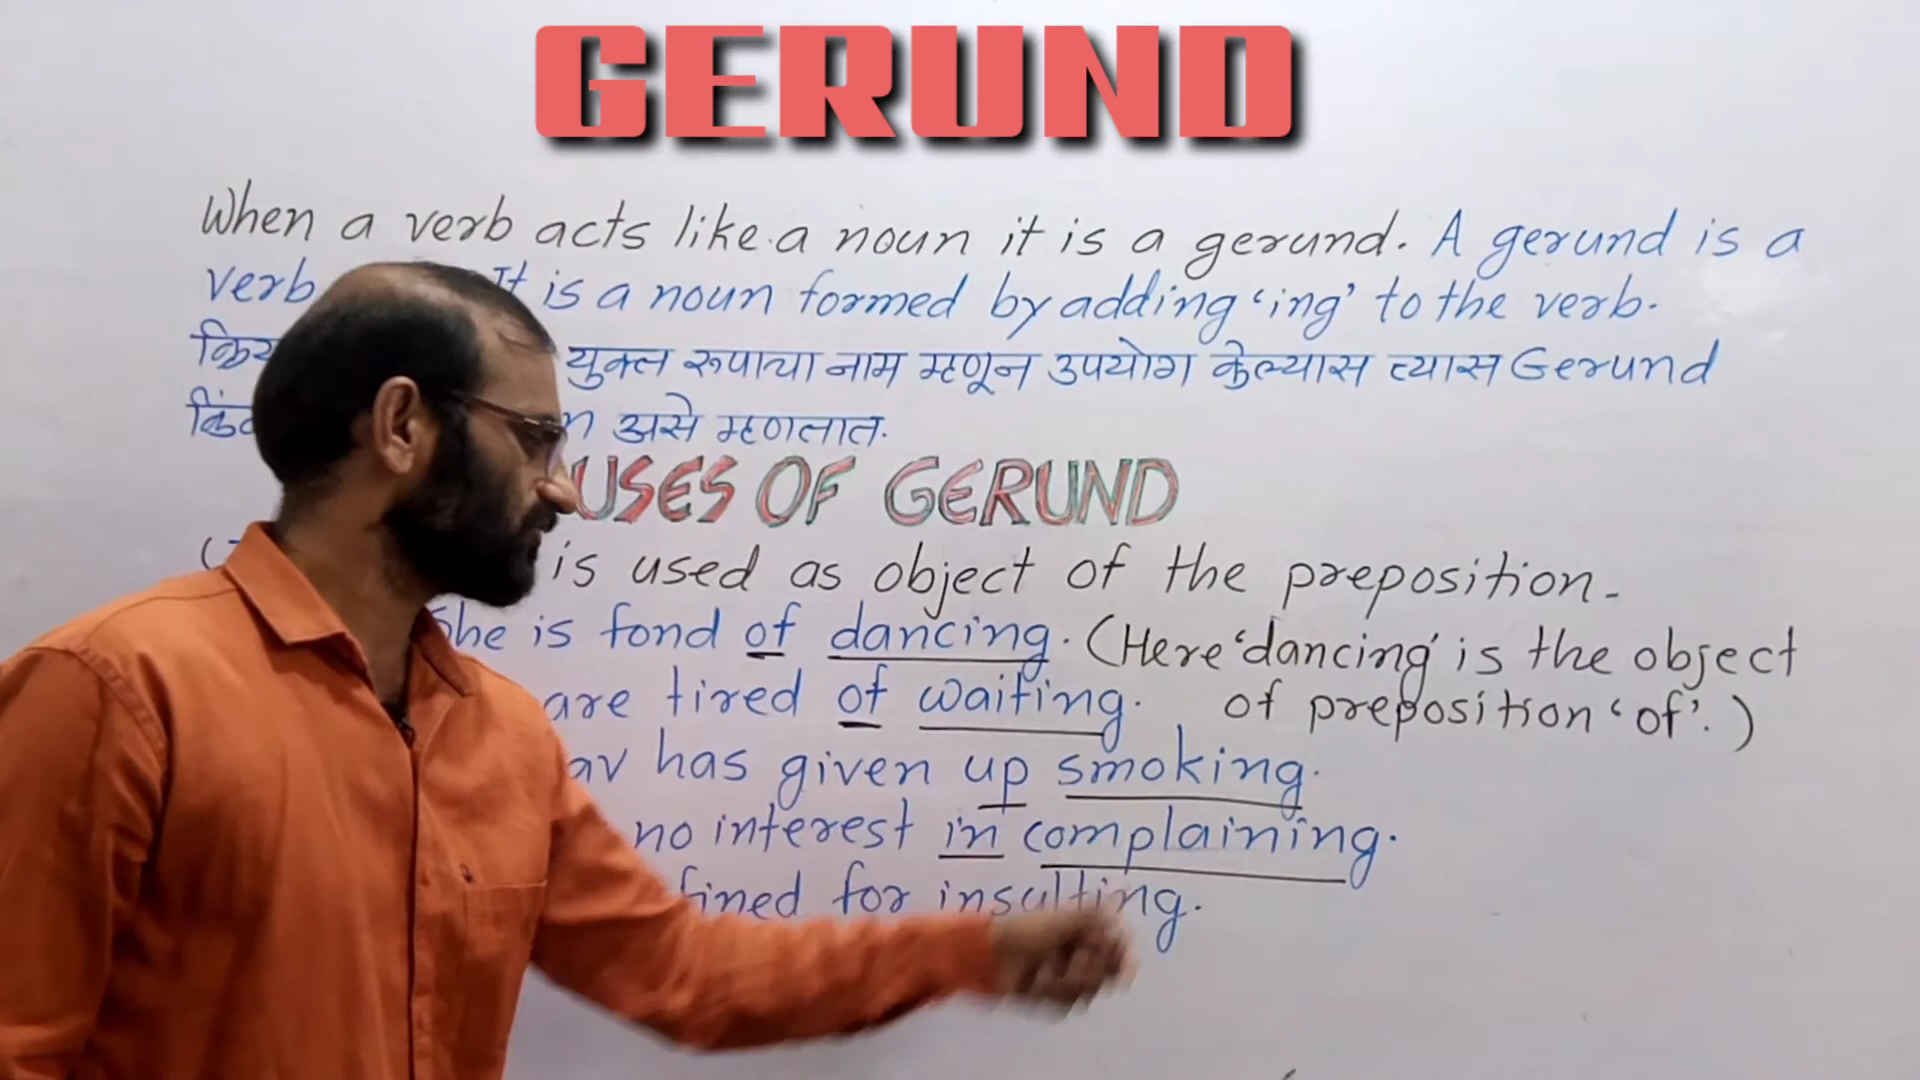 GERUND
When a verb acts like a noun it is a gerund. A gerund is a
verb It is a noun formed by adding 'ing' to the verb.
युक्त रूपाचा नाम म्हणून उपयोग केल्यास त्यास Gerund
असे म्हणतात.
USES OF GERUND
is used as object of the preposition.
She is fond of dancing. (Here 'dancing' is the object
are tired of waiting. of preposition 'of'.)
has given up smoking.
no interest in complaining.
fined for insulting.